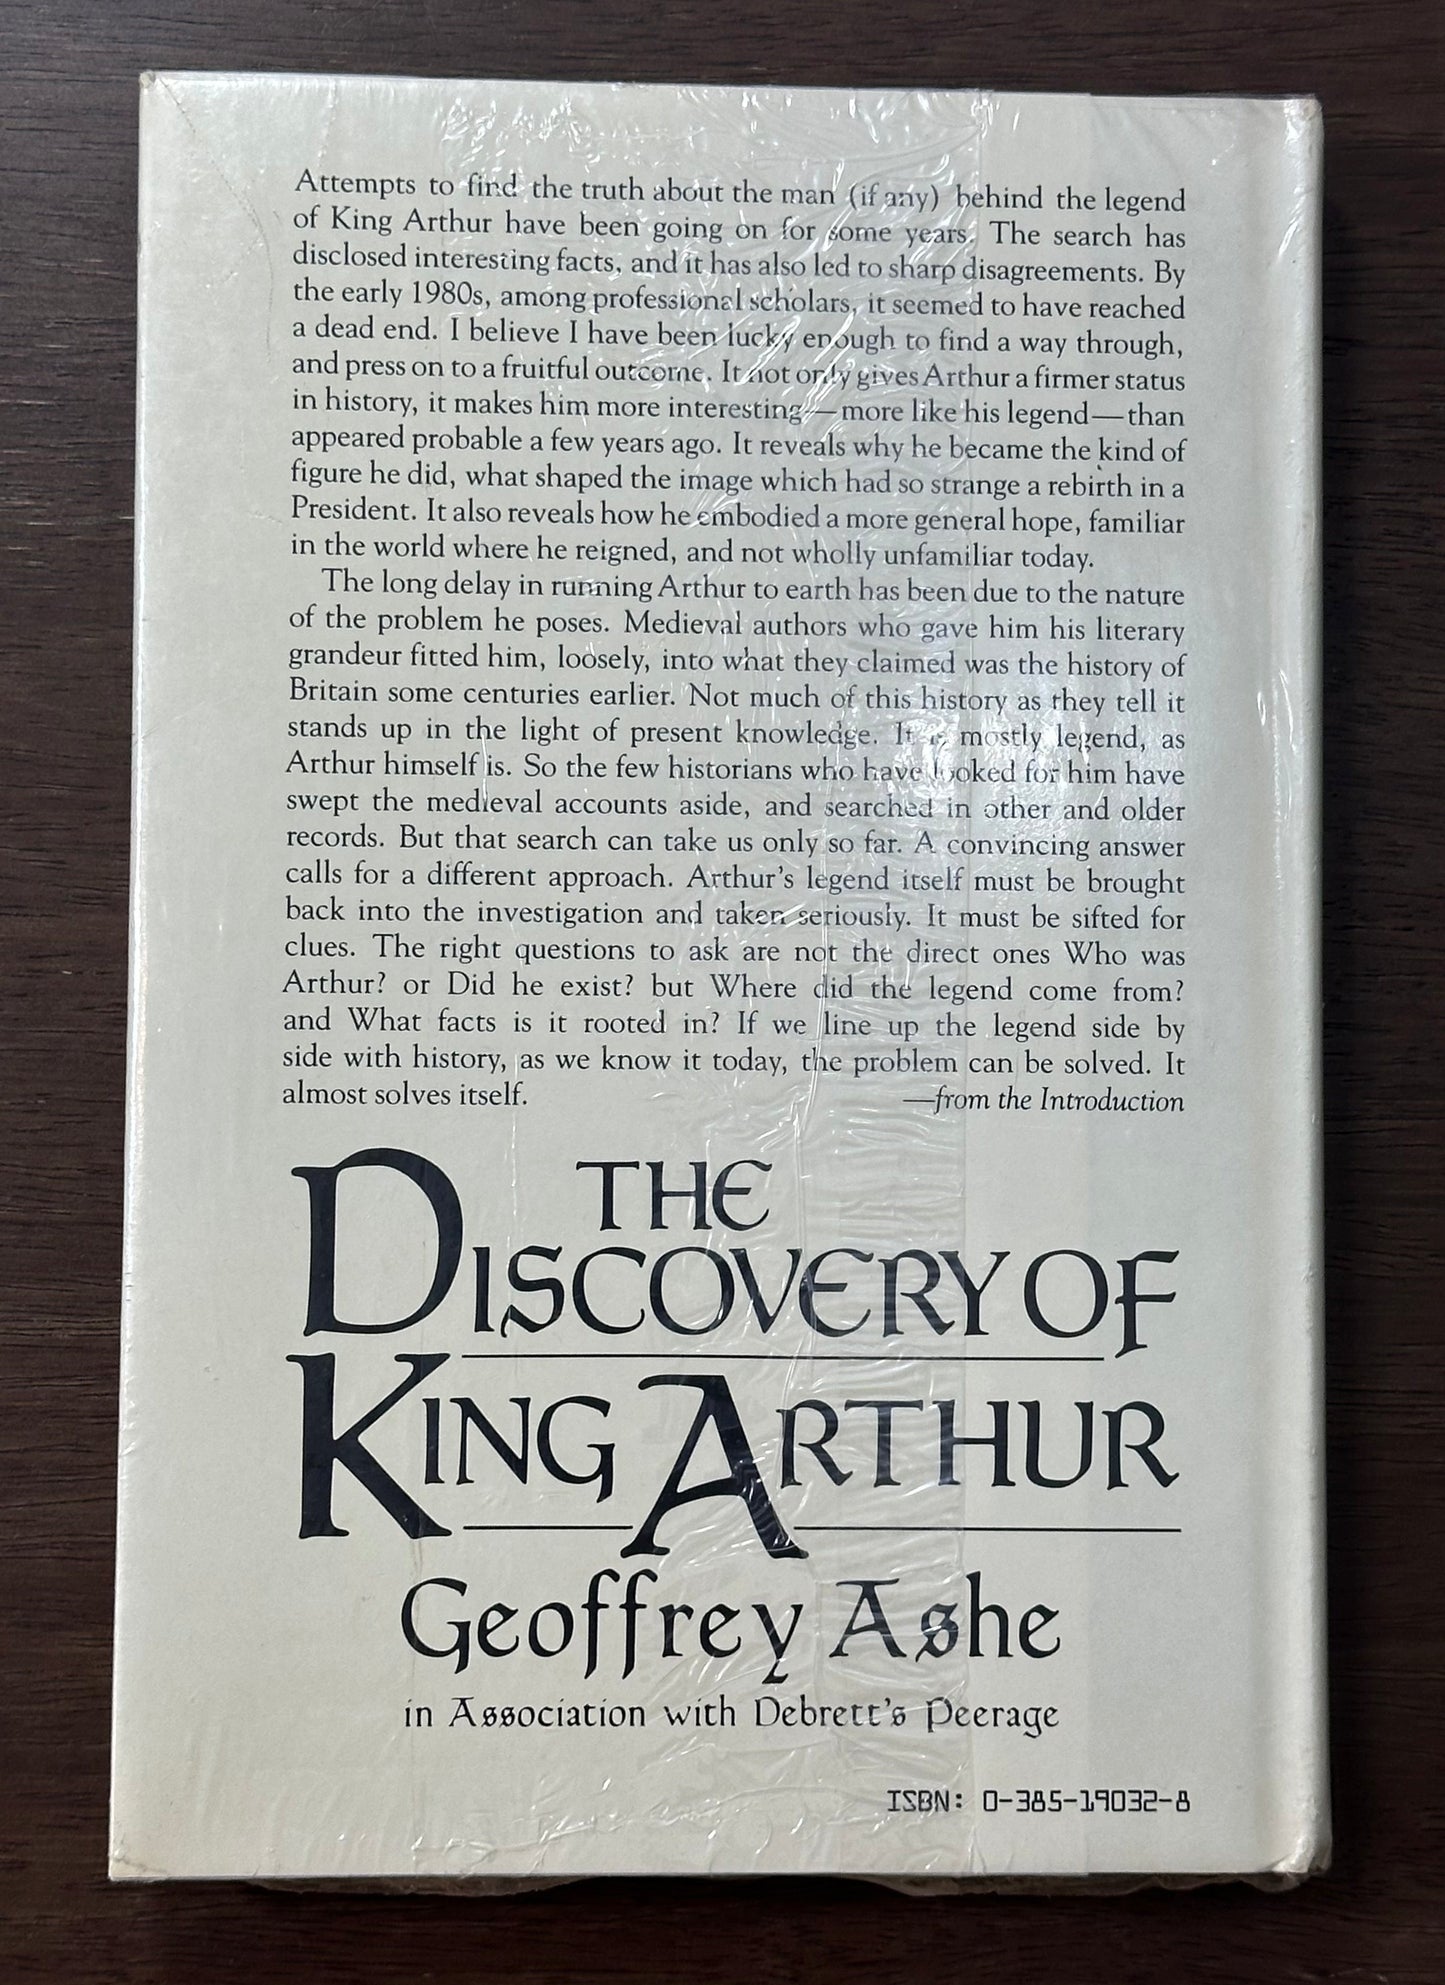 Attempts to find the truth about the man (if any) behind the legend
of King Arthur have been going on for some years. The search has
disclosed interesting facts, and it has also led to sharp disagreements. By
the early 1980s, among professional scholars, it seemed to have reached
a dead end. I believe I have been lucky enough to find a way through,
and press on to a fruitful outcome. It not only gives Arthur a firmer status
in history, it makes him more interesting—more like his legend—than
appeared probable a few years ago. It reveals why he became the kind of
figure he did, what shaped the image which had so strange a rebirth in a
President. It also reveals how he embodied a more general hope, familiar
in the world where he reigned, and not wholly unfamiliar today.
The long delay in running Arthur to earth has been due to the nature
of the problem he poses. Medieval authors who gave him his literary
grandeur fitted him, loosely, into what they claimed was the history of
Britain some centuries earlier. Not much of this history as they tell it
stands up in the light of present knowledge. It is mostly legend, as
Arthur himself is. So the few historians who have looked for him have
swept the medieval accounts aside, and searched in other and older
records. But that search can take us only so far. A convincing answer
calls for a different approach. Arthur's legend itself must be brought
back into the investigation and taken seriously. It must be sifted for
clues. The right questions to ask are not the direct ones Who was
Arthur? or Did he exist? but Where did the legend come from?
and What facts is it rooted in? If we line up the legend side by
side with history, as we know it today, the problem can be solved. It
almost solves itself. —from the Introduction
THE
DISCOVERY OF
KING ARTHUR
Geoffrey Ashe
in Association with Debrett's Peerage
ISBN: 0-385-19032-8